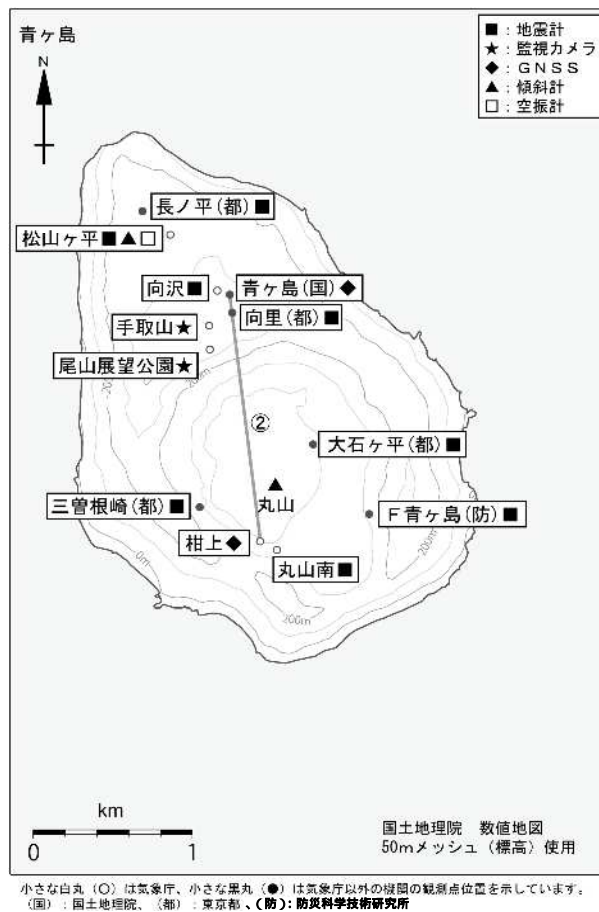 青ヶ島
N
■：地震計
★：監視カメラ
◆：ＧＮＳＳ
▲：傾斜計
□：空振計
長ノ平(都)■
松山ヶ平■▲□
向沢■
青ヶ島(国)◆
向里(都)■
手取山★
尾山展望公園★
200m
②
大石ヶ平(都)■
丸山
三曽根崎(都)■
Ｆ青ヶ島(防)■
柑上◆
丸山南■
0m
200m
200m
km
0 1
国土地理院　数値地図
50mメッシュ（標高）使用
小さな白丸（○）は気象庁、小さな黒丸（●）は気象庁以外の機関の観測点位置を示しています。
（国）：国土地理院、（都）：東京都、（防）：防災科学技術研究所